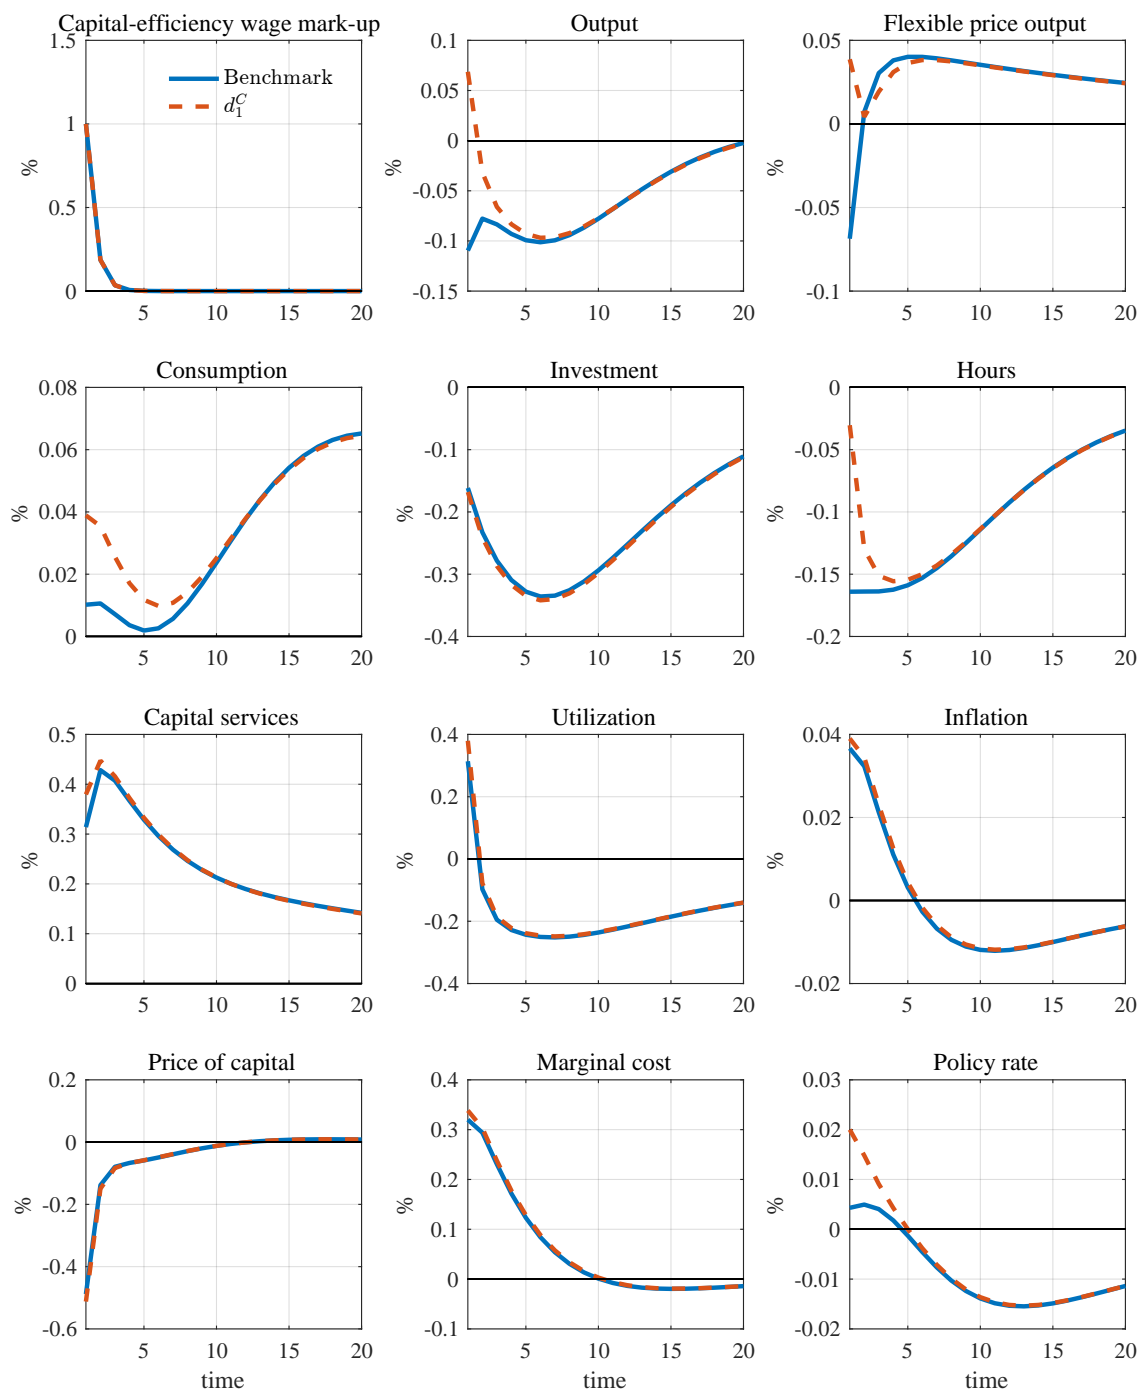 Capital-efficiency wage mark-up
1.5
1
0.5
0
%
Benchmark
d_1^C
5 10 15 20
Output
0.1
0.05
0
-0.05
-0.1
-0.15
%
5 10 15 20
Flexible price output
0.05
0
-0.05
-0.1
%
5 10 15 20
Consumption
0.08
0.06
0.04
0.02
0
%
5 10 15 20
Investment
0
-0.1
-0.2
-0.3
-0.4
%
5 10 15 20
Hours
0
-0.05
-0.1
-0.15
-0.2
%
5 10 15 20
Capital services
0.5
0.4
0.3
0.2
0.1
0
%
5 10 15 20
Utilization
0.4
0.2
0
-0.2
-0.4
%
5 10 15 20
Inflation
0.04
0.02
0
-0.02
%
5 10 15 20
Price of capital
0.2
0
-0.2
-0.4
-0.6
%
5 10 15 20
time
Marginal cost
0.4
0.3
0.2
0.1
0
-0.1
%
5 10 15 20
time
Policy rate
0.03
0.02
0.01
0
-0.01
-0.02
%
5 10 15 20
time